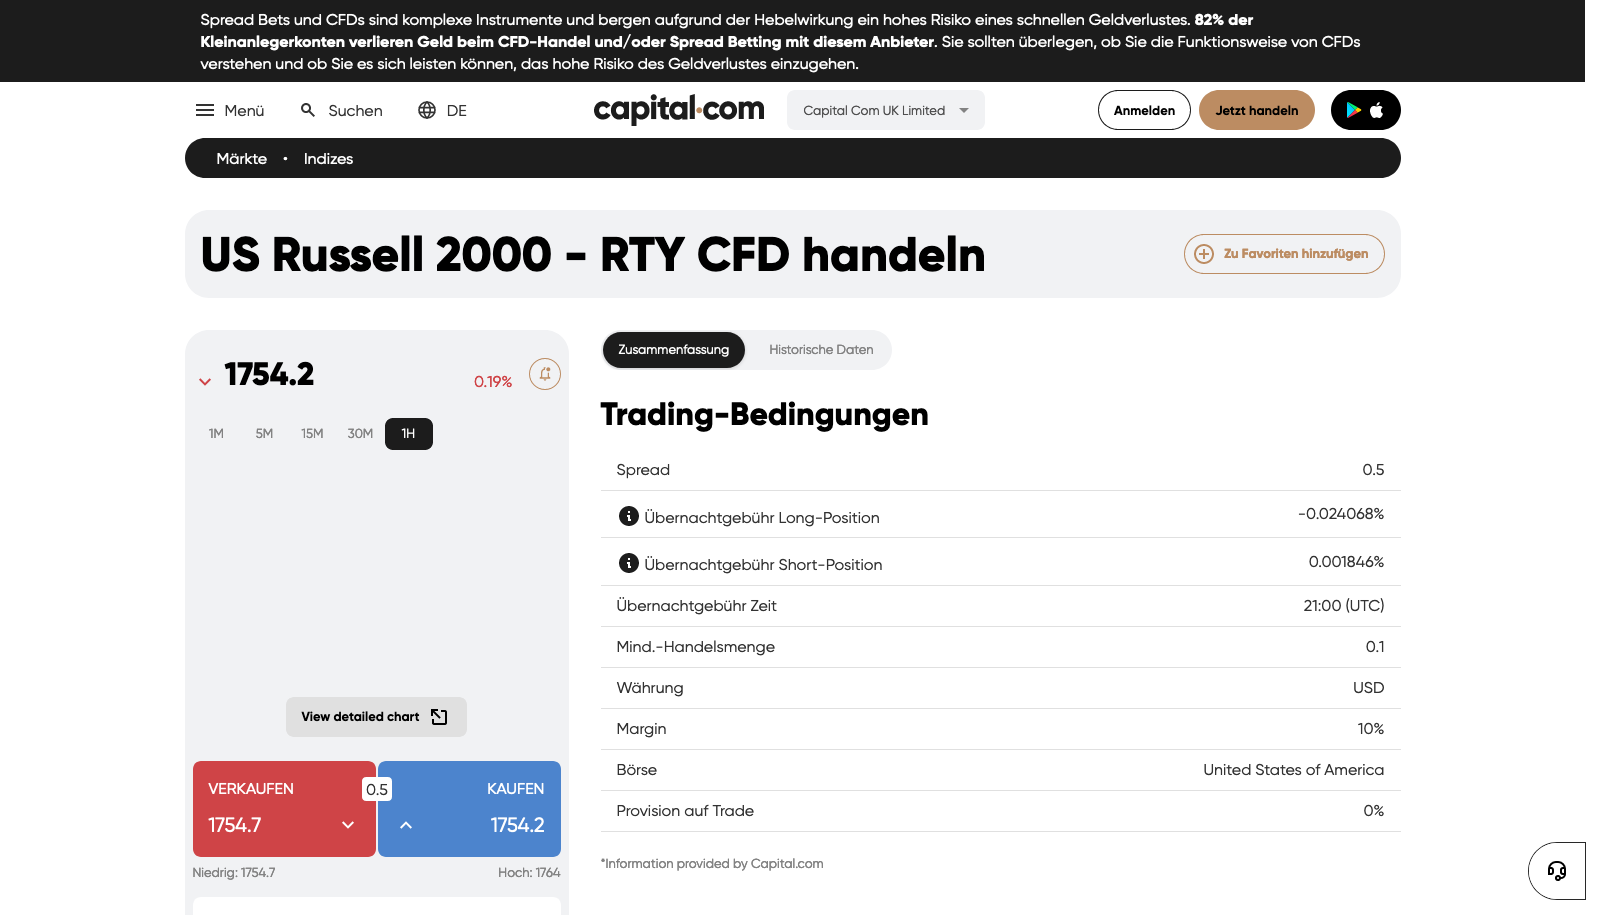 Spread Bets und CFDs sind komplexe Instrumente und bergen aufgrund der Hebelwirkung ein hohes Risiko eines schnellen Geldverlustes. 82% der
Kleinanlegerkonten verlieren Geld beim CFD-Handel und/oder Spread Betting mit diesem Anbieter. Sie sollten überlegen, ob Sie die Funktionsweise von CFDs
verstehen und ob Sie es sich leisten können, das hohe Risiko des Geldverlustes einzugehen.
Menü Suchen DE capital.com Capital Com UK Limited Anmelden Jetzt handeln
Märkte • Indizes
US Russell 2000 - RTY CFD handeln
Zu Favoriten hinzufügen
1754.2 0.19%
1M 5M 15M 30M 1H
View detailed chart
VERKAUFEN 0.5 KAUFEN
1754.7 1754.2
Niedrig: 1754.7 Hoch: 1764
Zusammenfassung Historische Daten
Trading-Bedingungen
Spread 0.5
Übernachtgebühr Long-Position -0.024068%
Übernachtgebühr Short-Position 0.001846%
Übernachtgebühr Zeit 21:00 (UTC)
Mind.-Handelsmenge 0.1
Währung USD
Margin 10%
Börse United States of America
Provision auf Trade 0%
*Information provided by Capital.com